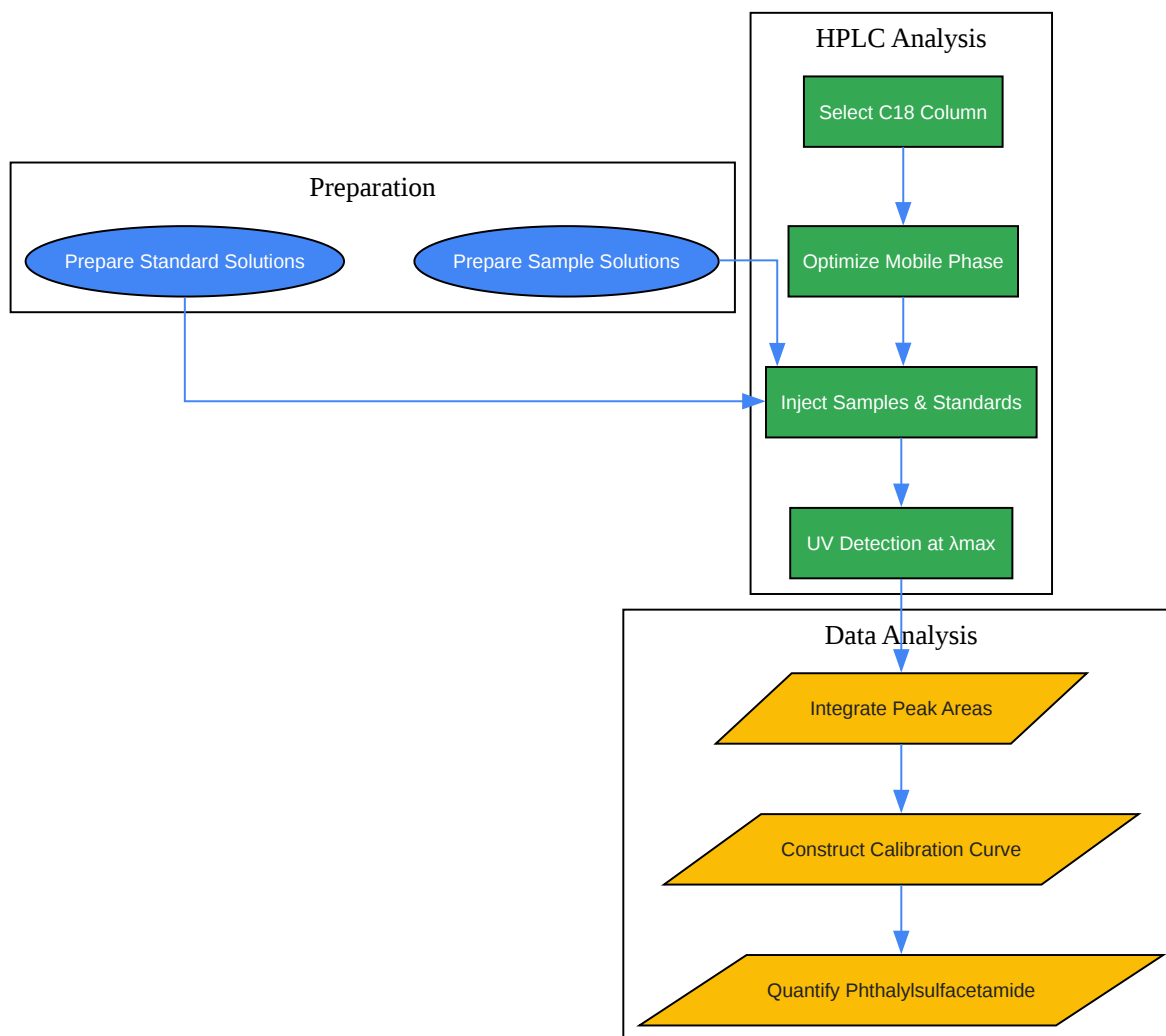 HPLC Analysis
Select C18 Column
Preparation
Prepare Standard Solutions
Prepare Sample Solutions
Optimize Mobile Phase
Inject Samples & Standards
UV Detection at λmax
Data Analysis
Integrate Peak Areas
Construct Calibration Curve
Quantify Phthalylsulfacetamide